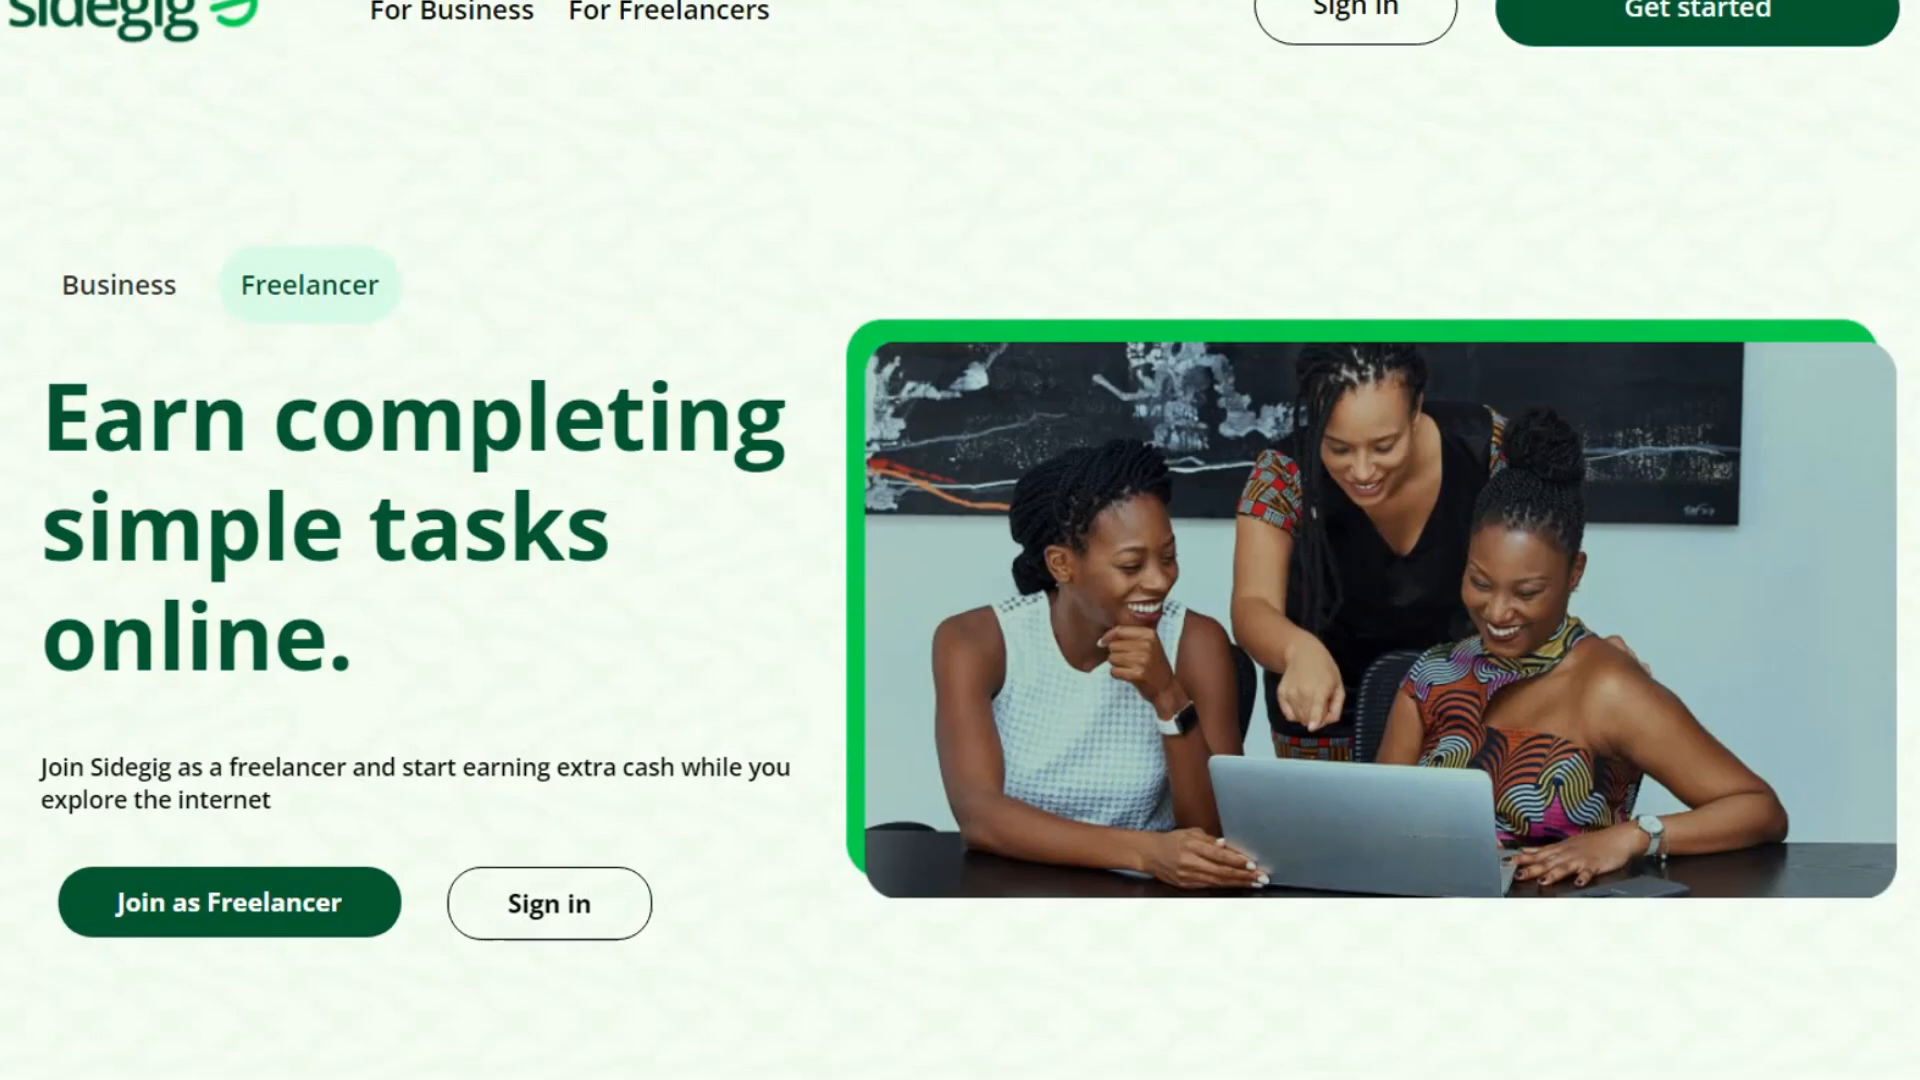 sidegig
For Business
For Freelancers
Sign in
Get started
Business
Freelancer
Earn completing
simple tasks
online.
Join Sidegig as a freelancer and start earning extra cash while you
explore the internet
Join as Freelancer
Sign in